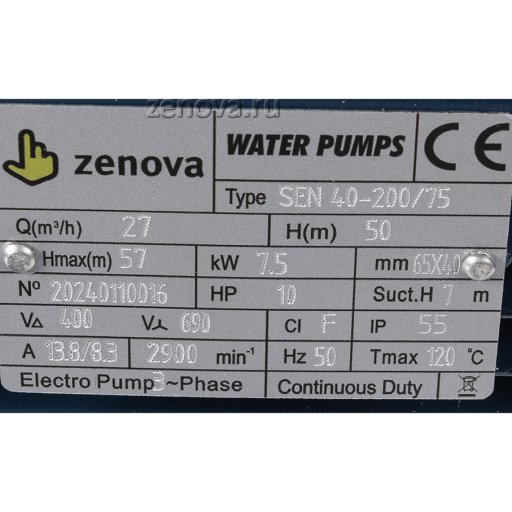 zenova.ru
zenova
WATER PUMPS
CE
Type SEN 40-200/75
Q(m³/h) 27 H(m) 50
Hmax(m) 57 kW 7.5 mm 65X40
Nº 20240110016 HP 10 Suct.H 7 m
V∆ 400 V⅄ 690 Cl F IP 55
A 13.8/8.3 2900 min⁻¹ Hz 50 Tmax 120 °C
Electro Pump 3~Phase Continuous Duty